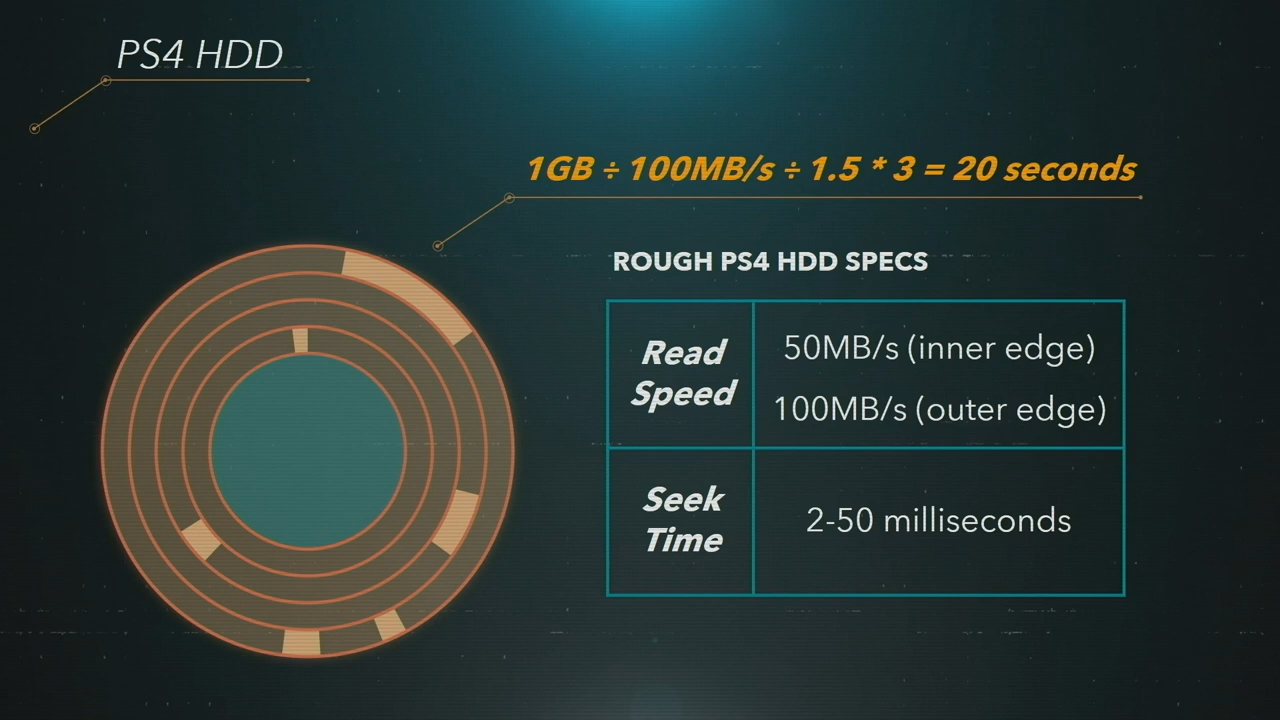 PS4 HDD
1GB ÷ 100MB/s ÷ 1.5 * 3 = 20 seconds
ROUGH PS4 HDD SPECS
Read
Speed
50MB/s (inner edge)
100MB/s (outer edge)
Seek
Time
2-50 milliseconds